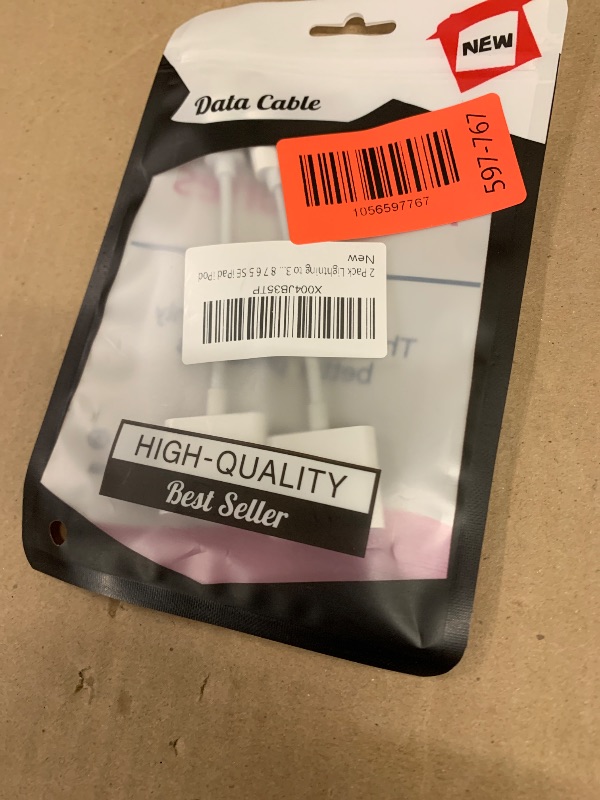 NEW
Data Cable
597-767
1056597767
X004JB35TP
2 Pack Lightning to 3... 8 7 6 5 SE iPad iPod
New
HIGH-QUALITY
Best Seller